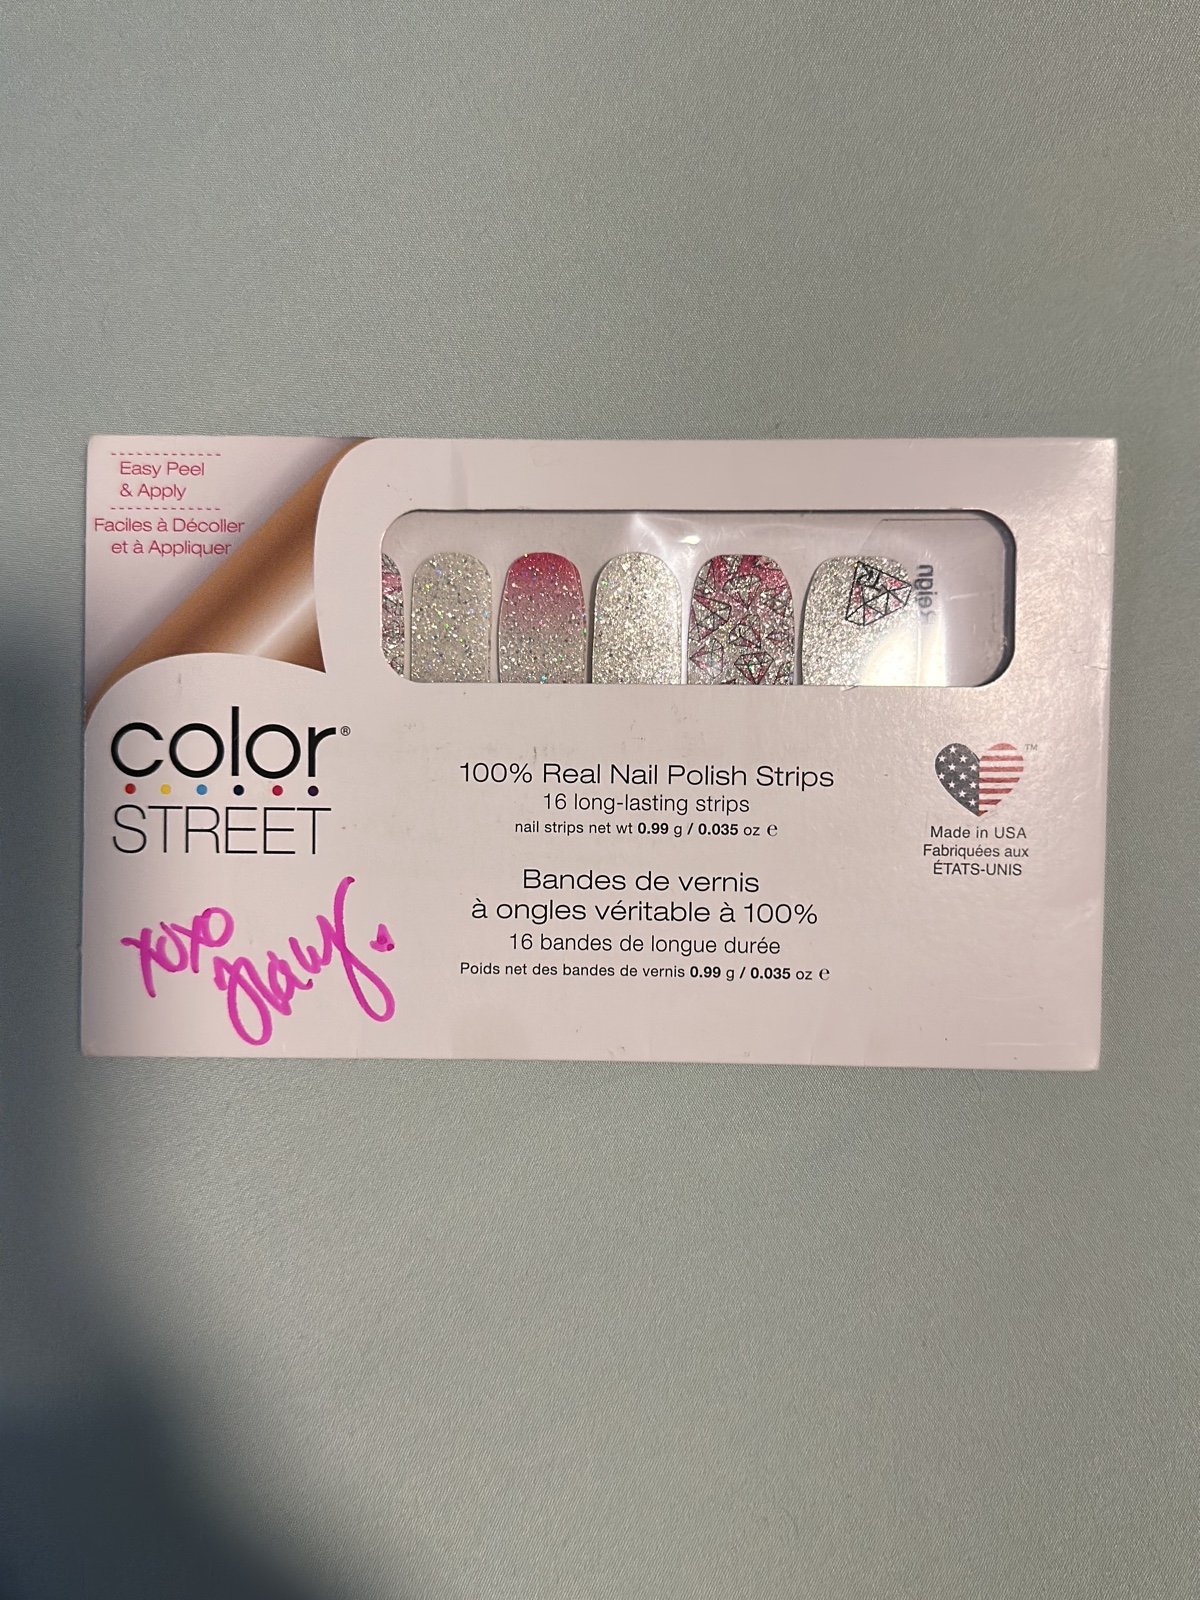 Easy Peel
& Apply
Faciles à Décoller
et à Appliquer
Reign
color®
STREET
100% Real Nail Polish Strips
16 long-lasting strips
nail strips net wt 0.99 g / 0.035 oz ℮
Bandes de vernis
à ongles véritable à 100%
16 bandes de longue durée
Poids net des bandes de vernis 0.99 g / 0.035 oz ℮
TM
Made in USA
Fabriquées aux
ÉTATS-UNIS
xoxo